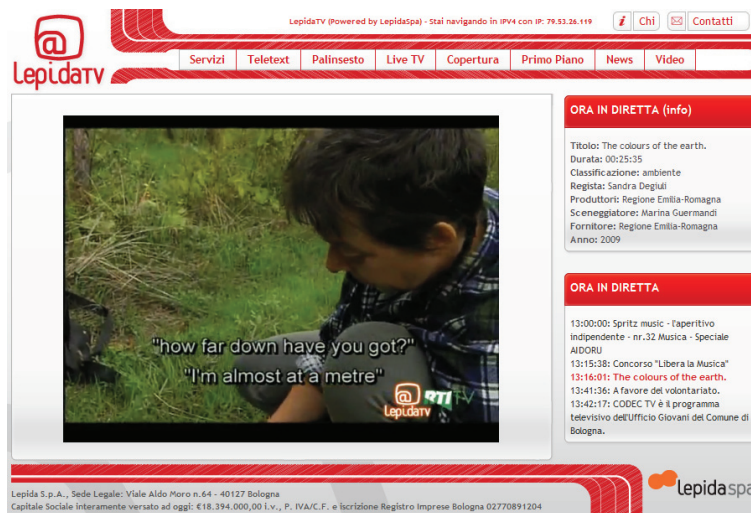 LepidaTV (Powered by LepidaSpa) - Stai navigando in IPV4 con IP: 79.53.26.119
i Chi
Contatti
@
LepidaTV
Servizi
Teletext
Palinsesto
Live TV
Copertura
Primo Piano
News
Video
"how far down have you got?"
"I'm almost at a metre"
@
LepidaTV
RTI TV
ORA IN DIRETTA (info)
Titolo: The colours of the earth.
Durata: 00:25:35
Classificazione: ambiente
Regista: Sandra Degiuli
Produttori: Regione Emilia-Romagna
Sceneggiatore: Marina Guermandi
Fornitore: Regione Emilia-Romagna
Anno: 2009
ORA IN DIRETTA
13:00:00: Spritz music - l'aperitivo
indipendente - nr.32 Musica - Speciale
AIDORU
13:15:38: Concorso "Libera la Musica"
13:16:01: The colours of the earth.
13:41:36: A favore del volontariato.
13:42:17: CODEC TV è il programma
televisivo dell'Ufficio Giovani del Comune di
Bologna.
Lepida S.p.A., Sede Legale: Viale Aldo Moro n.64 - 40127 Bologna
Capitale Sociale interamente versato ad oggi: €18.394.000,00 i.v., P. IVA/C.F. e iscrizione Registro Imprese Bologna 02770891204
Lepidaspa